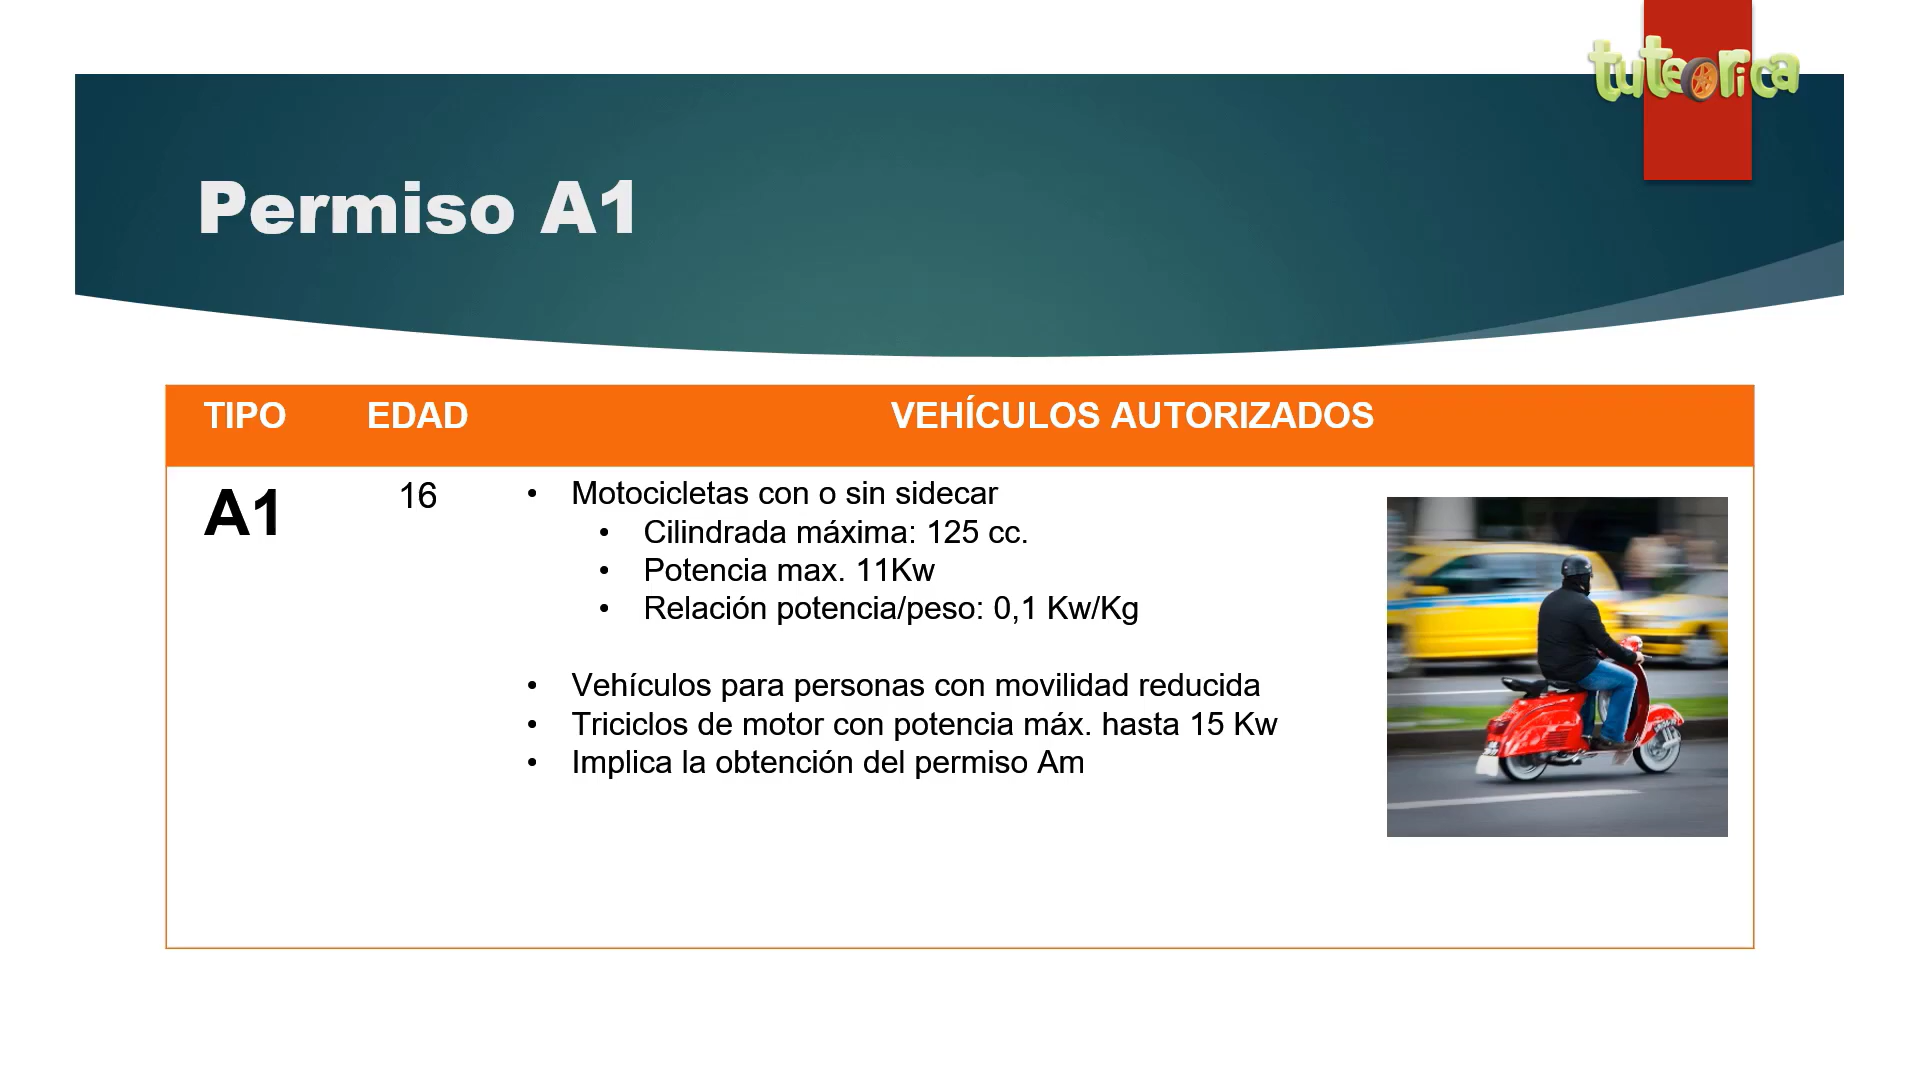 tuteorica
Permiso A1
TIPO EDAD VEHÍCULOS AUTORIZADOS
A1 16 • Motocicletas con o sin sidecar
• Cilindrada máxima: 125 cc.
• Potencia max. 11Kw
• Relación potencia/peso: 0,1 Kw/Kg
• Vehículos para personas con movilidad reducida
• Triciclos de motor con potencia máx. hasta 15 Kw
• Implica la obtención del permiso Am